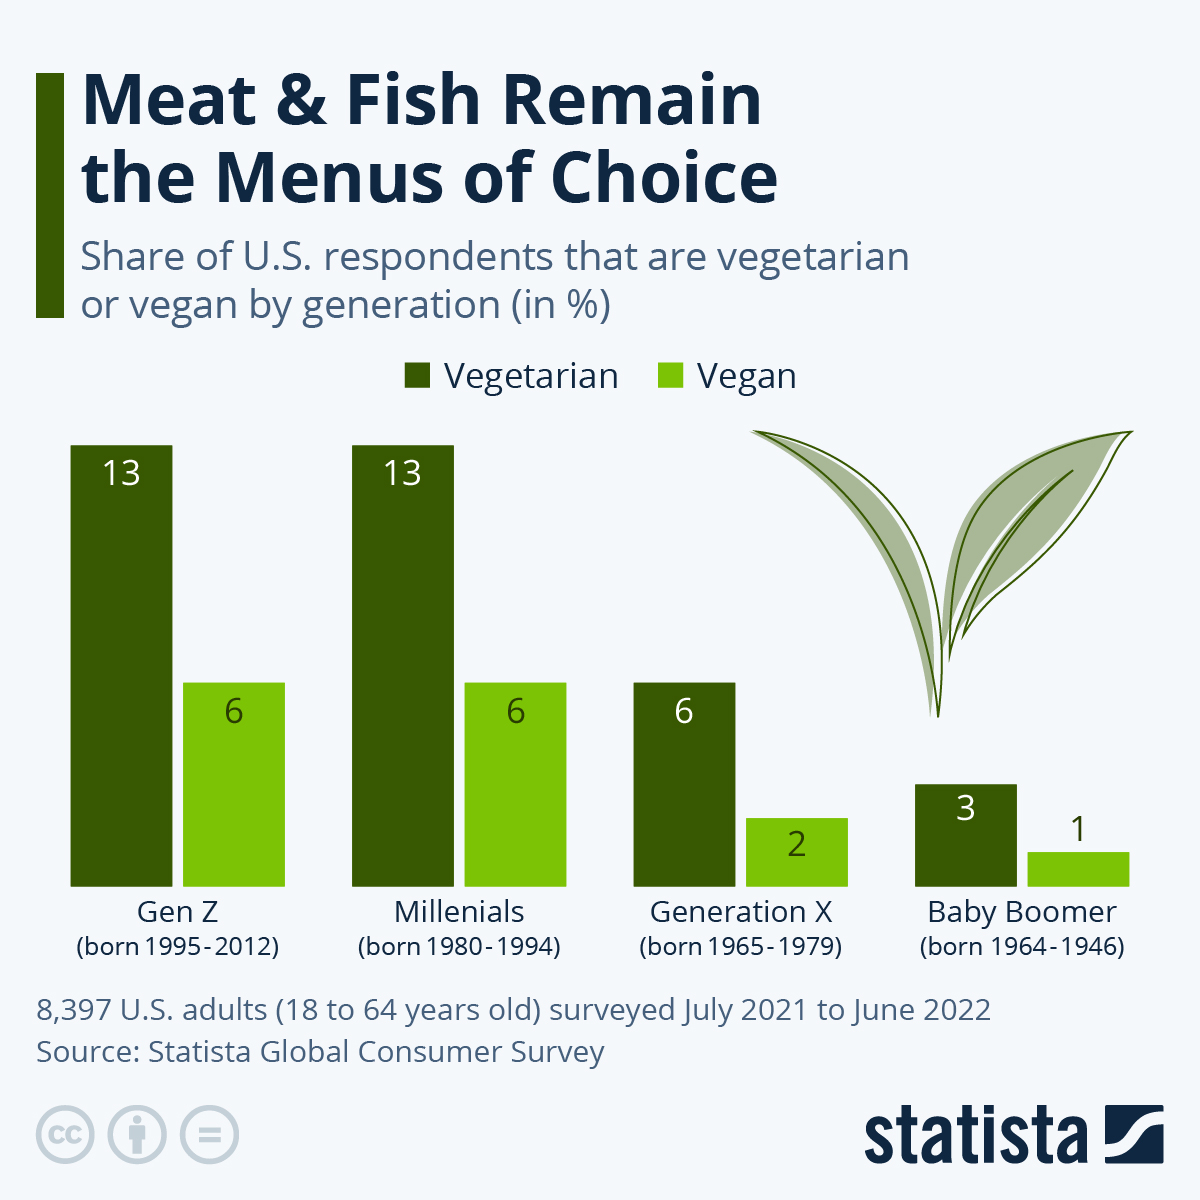 Meat & Fish Remain
the Menus of Choice
Share of U.S. respondents that are vegetarian
or vegan by generation (in %)
Vegetarian Vegan
13 6 13 6 6 2 3 1
Gen Z Millenials Generation X Baby Boomer
(born 1995-2012) (born 1980-1994) (born 1965-1979) (born 1964-1946)
8,397 U.S. adults (18 to 64 years old) surveyed July 2021 to June 2022
Source: Statista Global Consumer Survey
cc =
statista